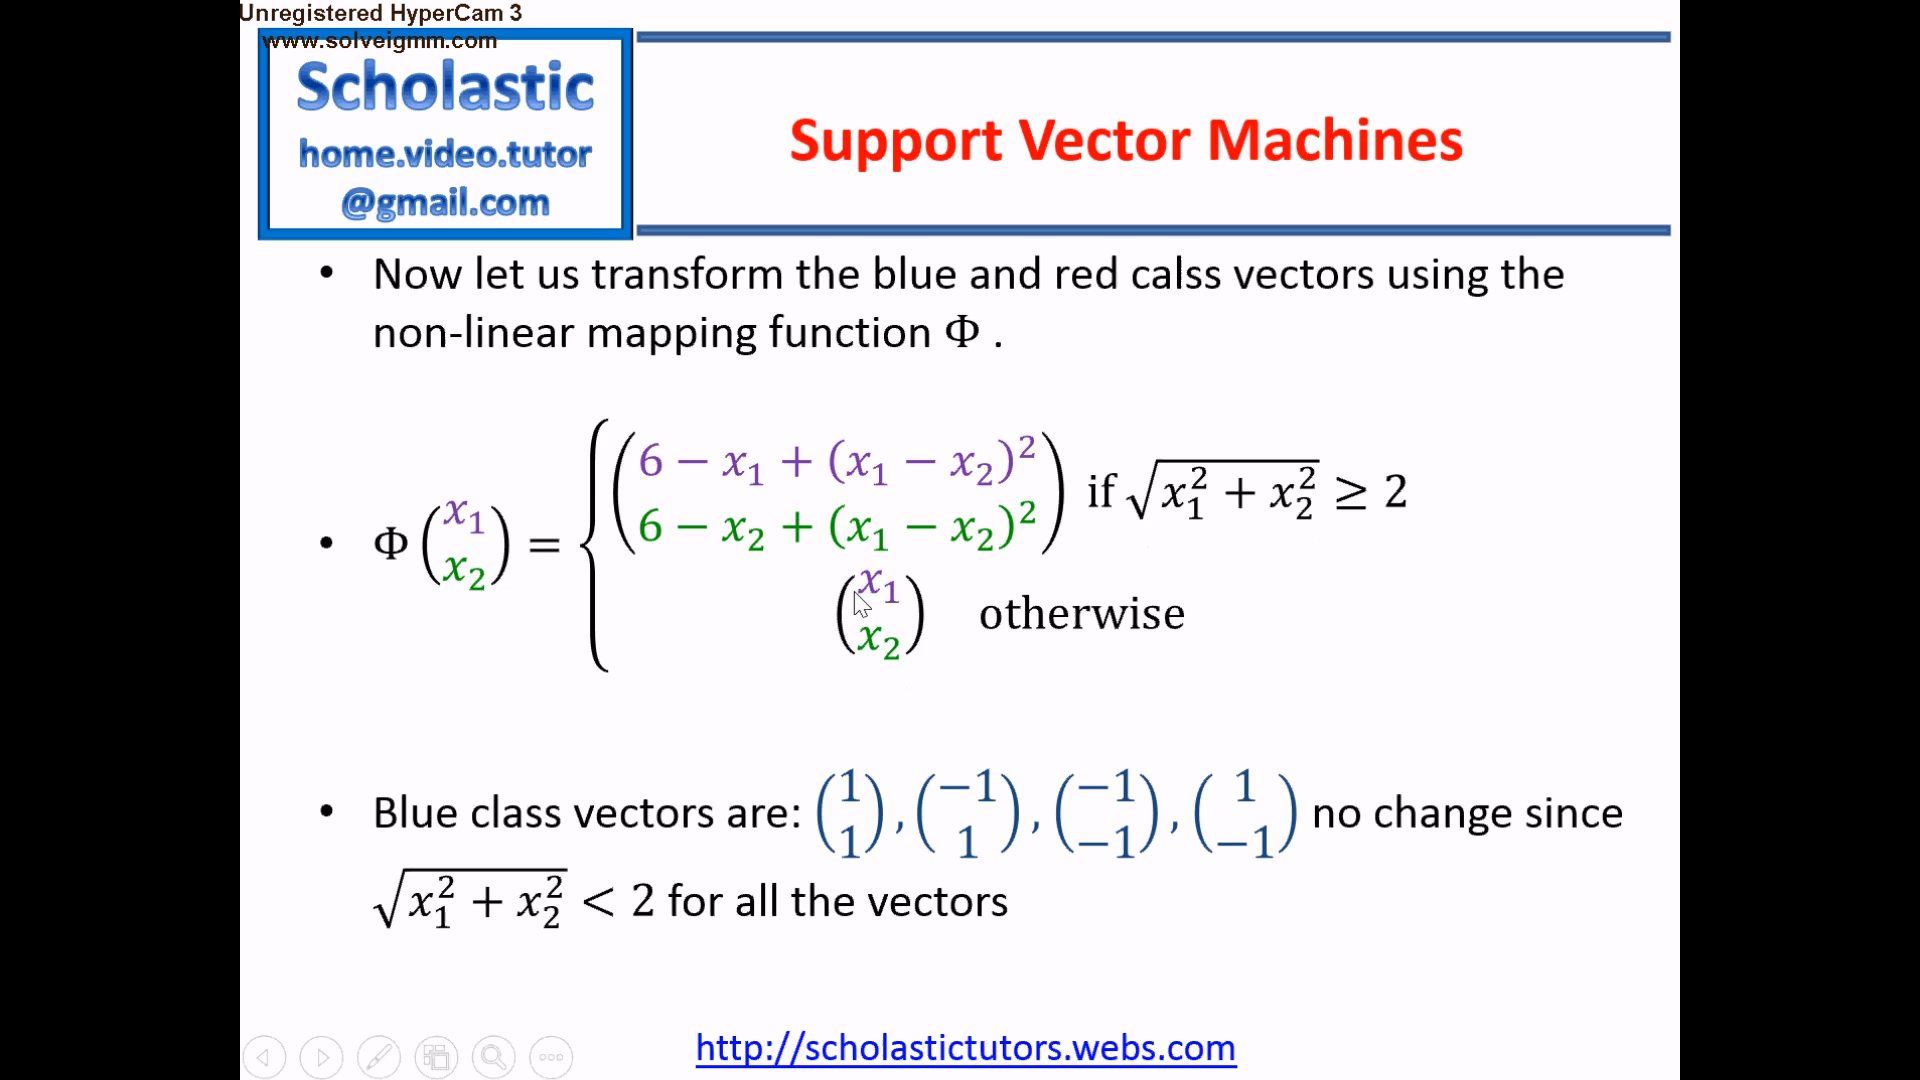 Unregistered HyperCam 3
www.solveigmm.com
Scholastic
home.video.tutor
@gmail.com
Support Vector Machines
• Now let us transform the blue and red calss vectors using the
non-linear mapping function Φ .
• Φ(x₁ x₂) = { (6 − x₁ + (x₁ − x₂)² 6 − x₂ + (x₁ − x₂)²) if √(x₁² + x₂²) ≥ 2
(x₁ x₂) otherwise
• Blue class vectors are: (1 1), (−1 1), (−1 −1), (1 −1) no change since
√(x₁² + x₂²) < 2 for all the vectors
http://scholastictutors.webs.com